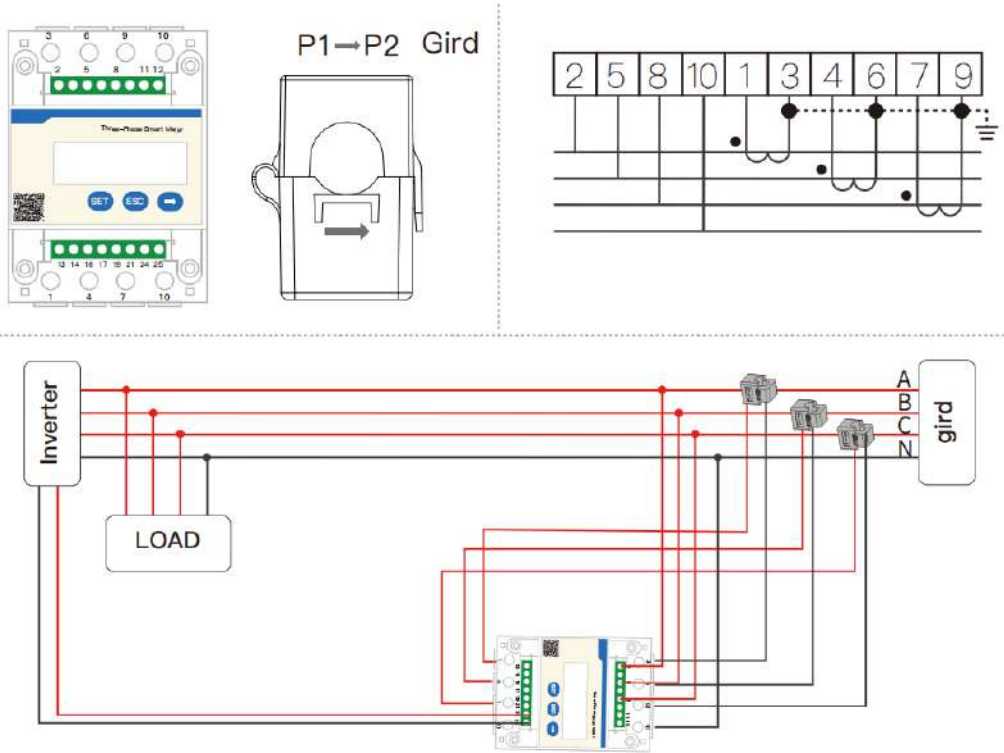 3 6 9 10
2 5 8 11 12
Three-Phase Smart Meter
SET ESC
13 14 16 17 19 21 24 25
1 4 7 10
P1→P2 Gird
2 5 8 10 1 3 4 6 7 9
Inverter
LOAD
A
B
C
N
gird